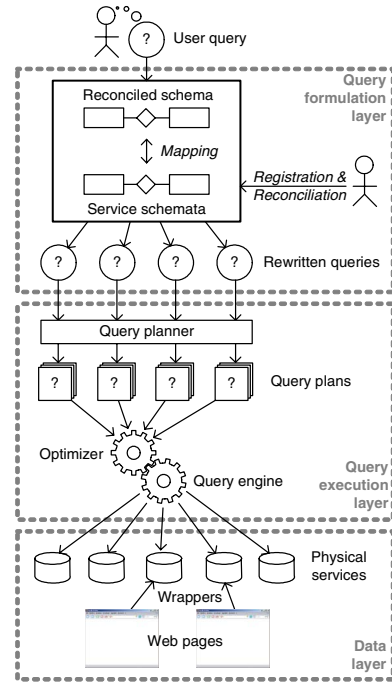 ?
User query
Query
formulation
layer
Reconciled schema
Mapping
Service schemata
Registration &
Reconciliation
? ? ? ? Rewritten queries
Query planner
? ? ? ? Query plans
Optimizer
Query engine
Query
execution
layer
Physical
services
Wrappers
Web pages
Data
layer